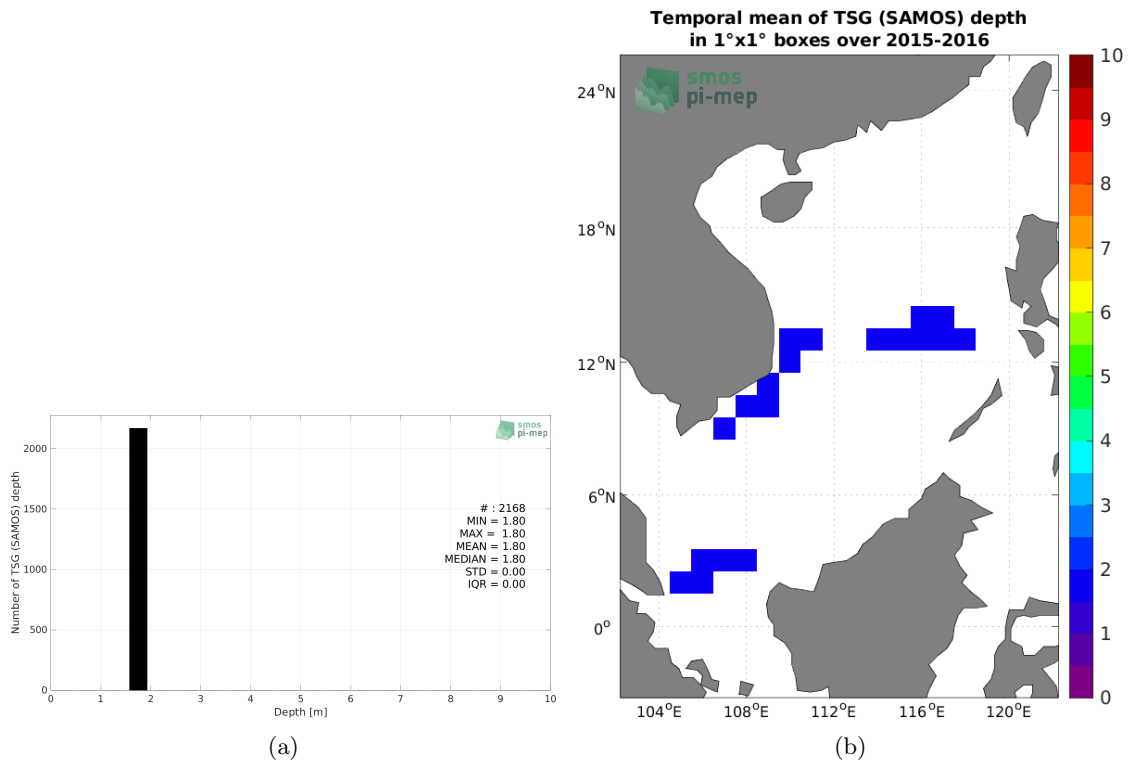 Temporal mean of TSG (SAMOS) depth
in 1°x1° boxes over 2015-2016
smos
pi-mep
24°N
18°N
12°N
6°N
0°
104°E
108°E
112°E
116°E
120°E
10
9
8
7
6
5
4
3
2
1
0
smos
pi-mep
Number of TSG (SAMOS) depth
2000
1500
1000
500
0
# : 2168
MIN = 1.80
MAX = 1.80
MEAN = 1.80
MEDIAN = 1.80
STD = 0.00
IQR = 0.00
0 1 2 3 4 5 6 7 8 9 10
Depth [m]
(a)
(b)